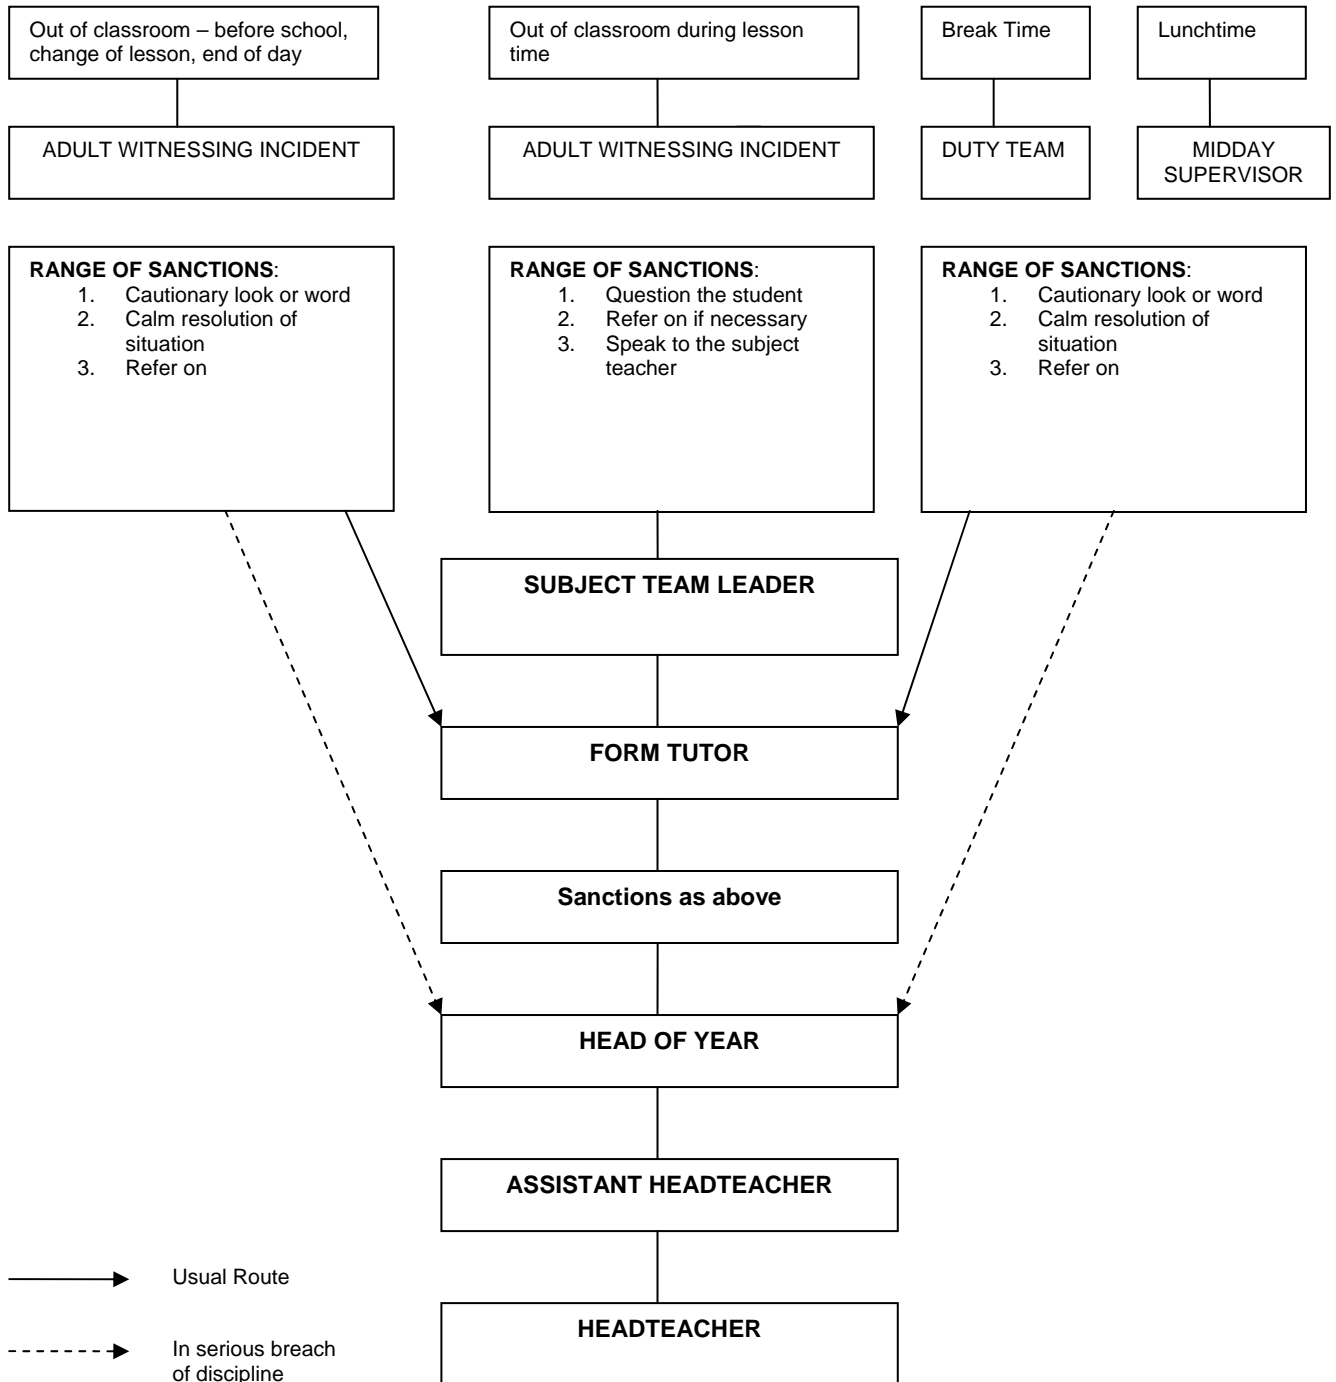 Out of classroom – before school,
change of lesson, end of day
Out of classroom during lesson
time
Break Time
Lunchtime
ADULT WITNESSING INCIDENT
ADULT WITNESSING INCIDENT
DUTY TEAM
MIDDAY
SUPERVISOR
RANGE OF SANCTIONS:
1. Cautionary look or word
2. Calm resolution of
situation
3. Refer on
RANGE OF SANCTIONS:
1. Question the student
2. Refer on if necessary
3. Speak to the subject
teacher
RANGE OF SANCTIONS:
1. Cautionary look or word
2. Calm resolution of
situation
3. Refer on
SUBJECT TEAM LEADER
FORM TUTOR
Sanctions as above
HEAD OF YEAR
ASSISTANT HEADTEACHER
Usual Route
HEADTEACHER
In serious breach
of discipline